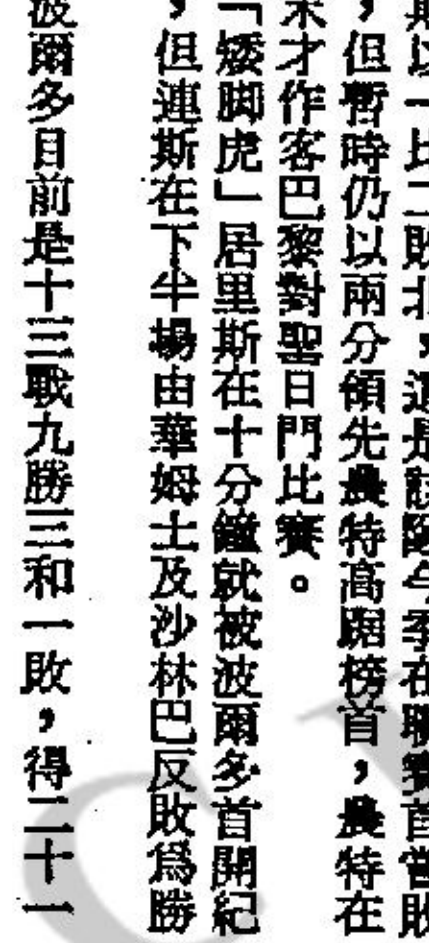 斯以一比二敗北，這是該隊今季在聯賽首嘗敗
，但暫時仍以兩分領先農特高踞榜首，農特在
末才作客巴黎對聖日門比賽。
「矮脚虎」居里斯在十分鐘就被波爾多首開紀
，但連斯在下半場由華姆士及沙林巴反敗爲勝
波爾多目前是十三戰九勝三和一敗，得二十一